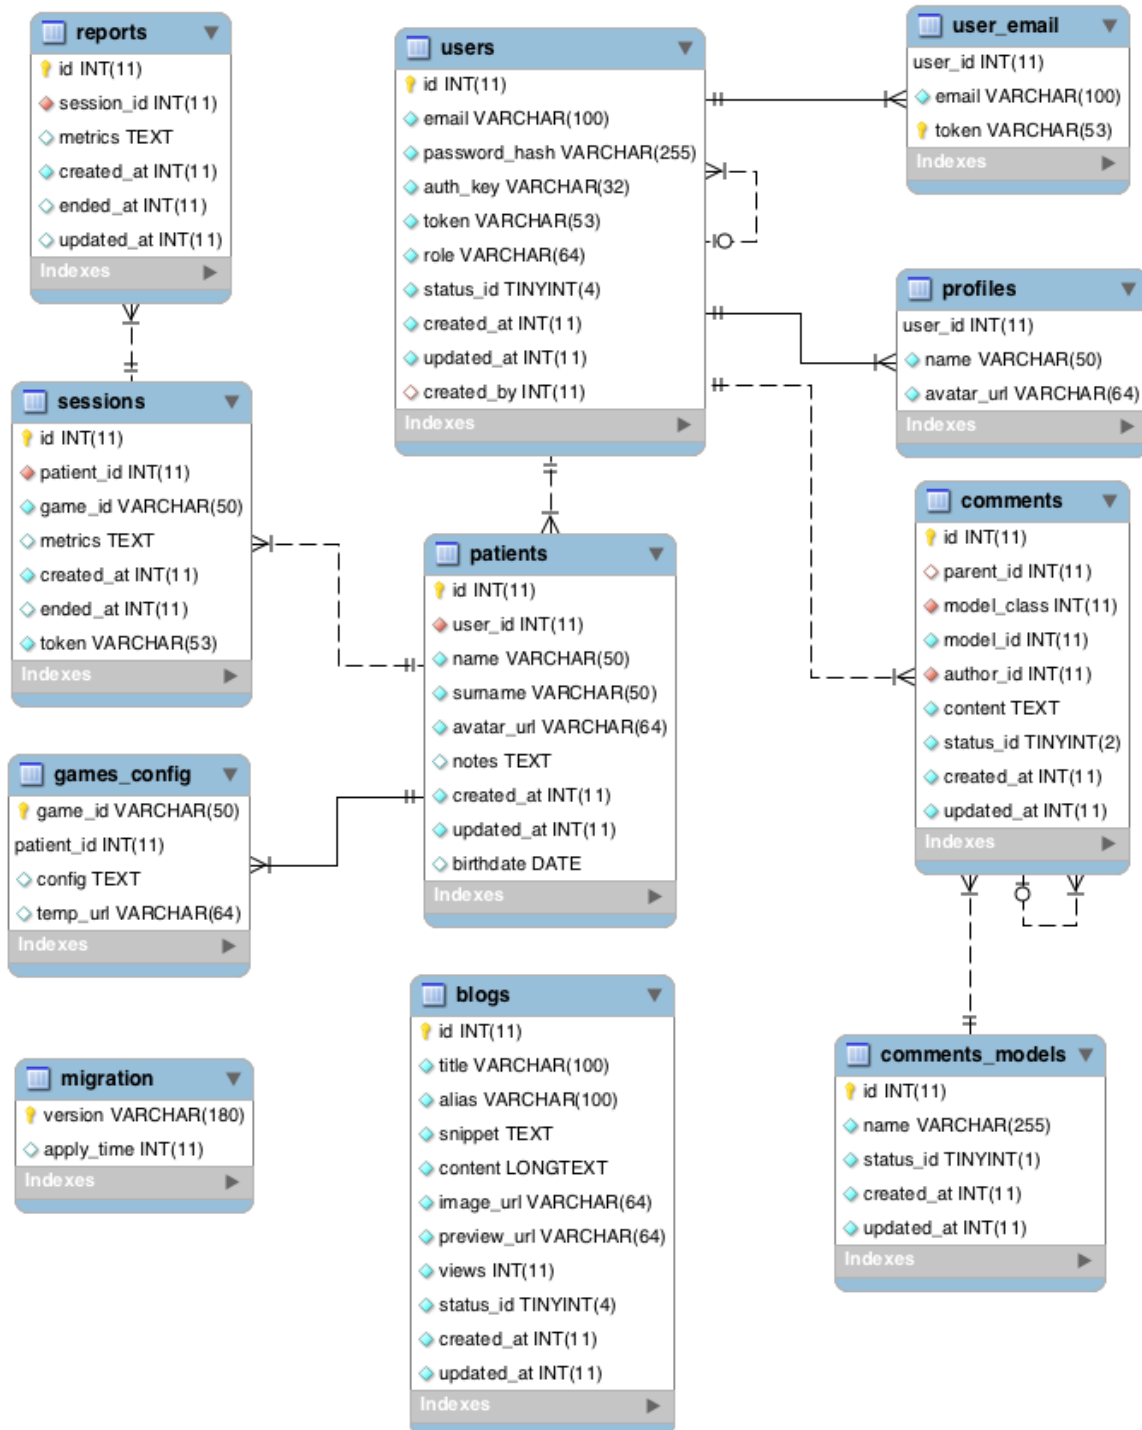 reports
id INT(11)
session_id INT(11)
metrics TEXT
created_at INT(11)
ended_at INT(11)
updated_at INT(11)
Indexes
users
id INT(11)
email VARCHAR(100)
password_hash VARCHAR(255)
auth_key VARCHAR(32)
token VARCHAR(53)
role VARCHAR(64)
status_id TINYINT(4)
created_at INT(11)
updated_at INT(11)
created_by INT(11)
Indexes
user_email
user_id INT(11)
email VARCHAR(100)
token VARCHAR(53)
Indexes
profiles
user_id INT(11)
name VARCHAR(50)
avatar_url VARCHAR(64)
Indexes
sessions
id INT(11)
patient_id INT(11)
game_id VARCHAR(50)
metrics TEXT
created_at INT(11)
ended_at INT(11)
token VARCHAR(53)
Indexes
patients
id INT(11)
user_id INT(11)
name VARCHAR(50)
surname VARCHAR(50)
avatar_url VARCHAR(64)
notes TEXT
created_at INT(11)
updated_at INT(11)
birthdate DATE
Indexes
comments
id INT(11)
parent_id INT(11)
model_class INT(11)
model_id INT(11)
author_id INT(11)
content TEXT
status_id TINYINT(2)
created_at INT(11)
updated_at INT(11)
Indexes
games_config
game_id VARCHAR(50)
patient_id INT(11)
config TEXT
temp_url VARCHAR(64)
Indexes
migration
version VARCHAR(180)
apply_time INT(11)
Indexes
blogs
id INT(11)
title VARCHAR(100)
alias VARCHAR(100)
snippet TEXT
content LONGTEXT
image_url VARCHAR(64)
preview_url VARCHAR(64)
views INT(11)
status_id TINYINT(4)
created_at INT(11)
updated_at INT(11)
Indexes
comments_models
id INT(11)
name VARCHAR(255)
status_id TINYINT(1)
created_at INT(11)
updated_at INT(11)
Indexes